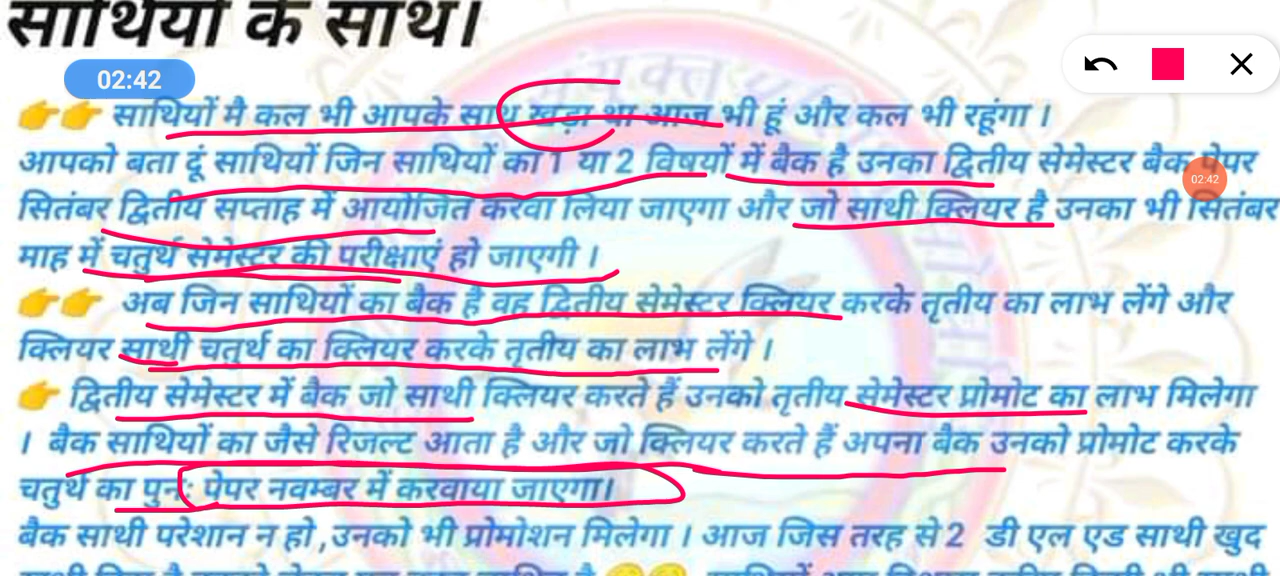 साथियों के साथ।
02:42
👉👉 साथियों मै कल भी आपके साथ खड़ा था आज भी हूं और कल भी रहूंगा ।
आपको बता दूं साथियों जिन साथियों का 1 या 2 विषयों में बैक है उनका द्वितीय सेमेस्टर बैक पेपर
02:42
सितंबर द्वितीय सप्ताह में आयोजित करवा लिया जाएगा और जो साथी क्लियर है उनका भी सितंबर
माह में चतुर्थ सेमेस्टर की परीक्षाएं हो जाएगी ।
👉👉 अब जिन साथियों का बैक है वह द्वितीय सेमेस्टर क्लियर करके तृतीय का लाभ लेंगे और
क्लियर साथी चतुर्थ का क्लियर करके तृतीय का लाभ लेंगे ।
👉 द्वितीय सेमेस्टर में बैक जो साथी क्लियर करते हैं उनको तृतीय सेमेस्टर प्रोमोट का लाभ मिलेगा
। बैक साथियों का जैसे रिजल्ट आता है और जो क्लियर करते हैं अपना बैक उनको प्रोमोट करके
चतुर्थ का पुन: पेपर नवम्बर में करवाया जाएगा।
बैक साथी परेशान न हो ,उनको भी प्रोमोशन मिलेगा । आज जिस तरह से 2 डी एल एड साथी खुद